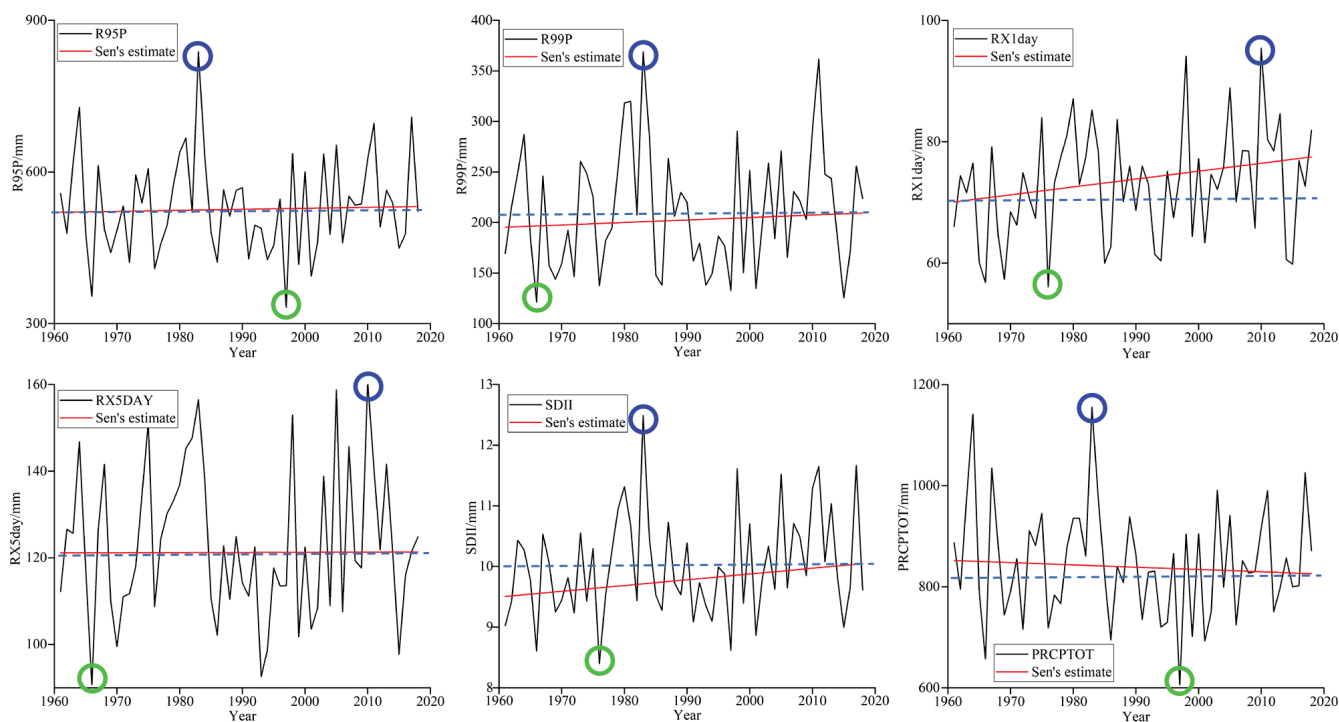 900
R95P
Sen's estimate
600
300
R95P/mm
1960 1970 1980 1990 2000 2010 2020
Year
400
R99P
Sen's estimate
350
300
250
200
150
100
R99P/mm
1960 1970 1980 1990 2000 2010 2020
Year
100
RX1day
Sen's estimate
80
60
RX1day/mm
1960 1970 1980 1990 2000 2010 2020
Year
160
RX5DAY
Sen's estimate
140
120
100
RX5day/mm
1960 1970 1980 1990 2000 2010 2020
Year
13
SDII
Sen's estimate
12
11
10
9
8
SDII/mm
1960 1970 1980 1990 2000 2010 2020
Year
1200
1000
800
600
PRCPTOT/mm
PRCPTOT
Sen's estimate
1960 1970 1980 1990 2000 2010 2020
Year